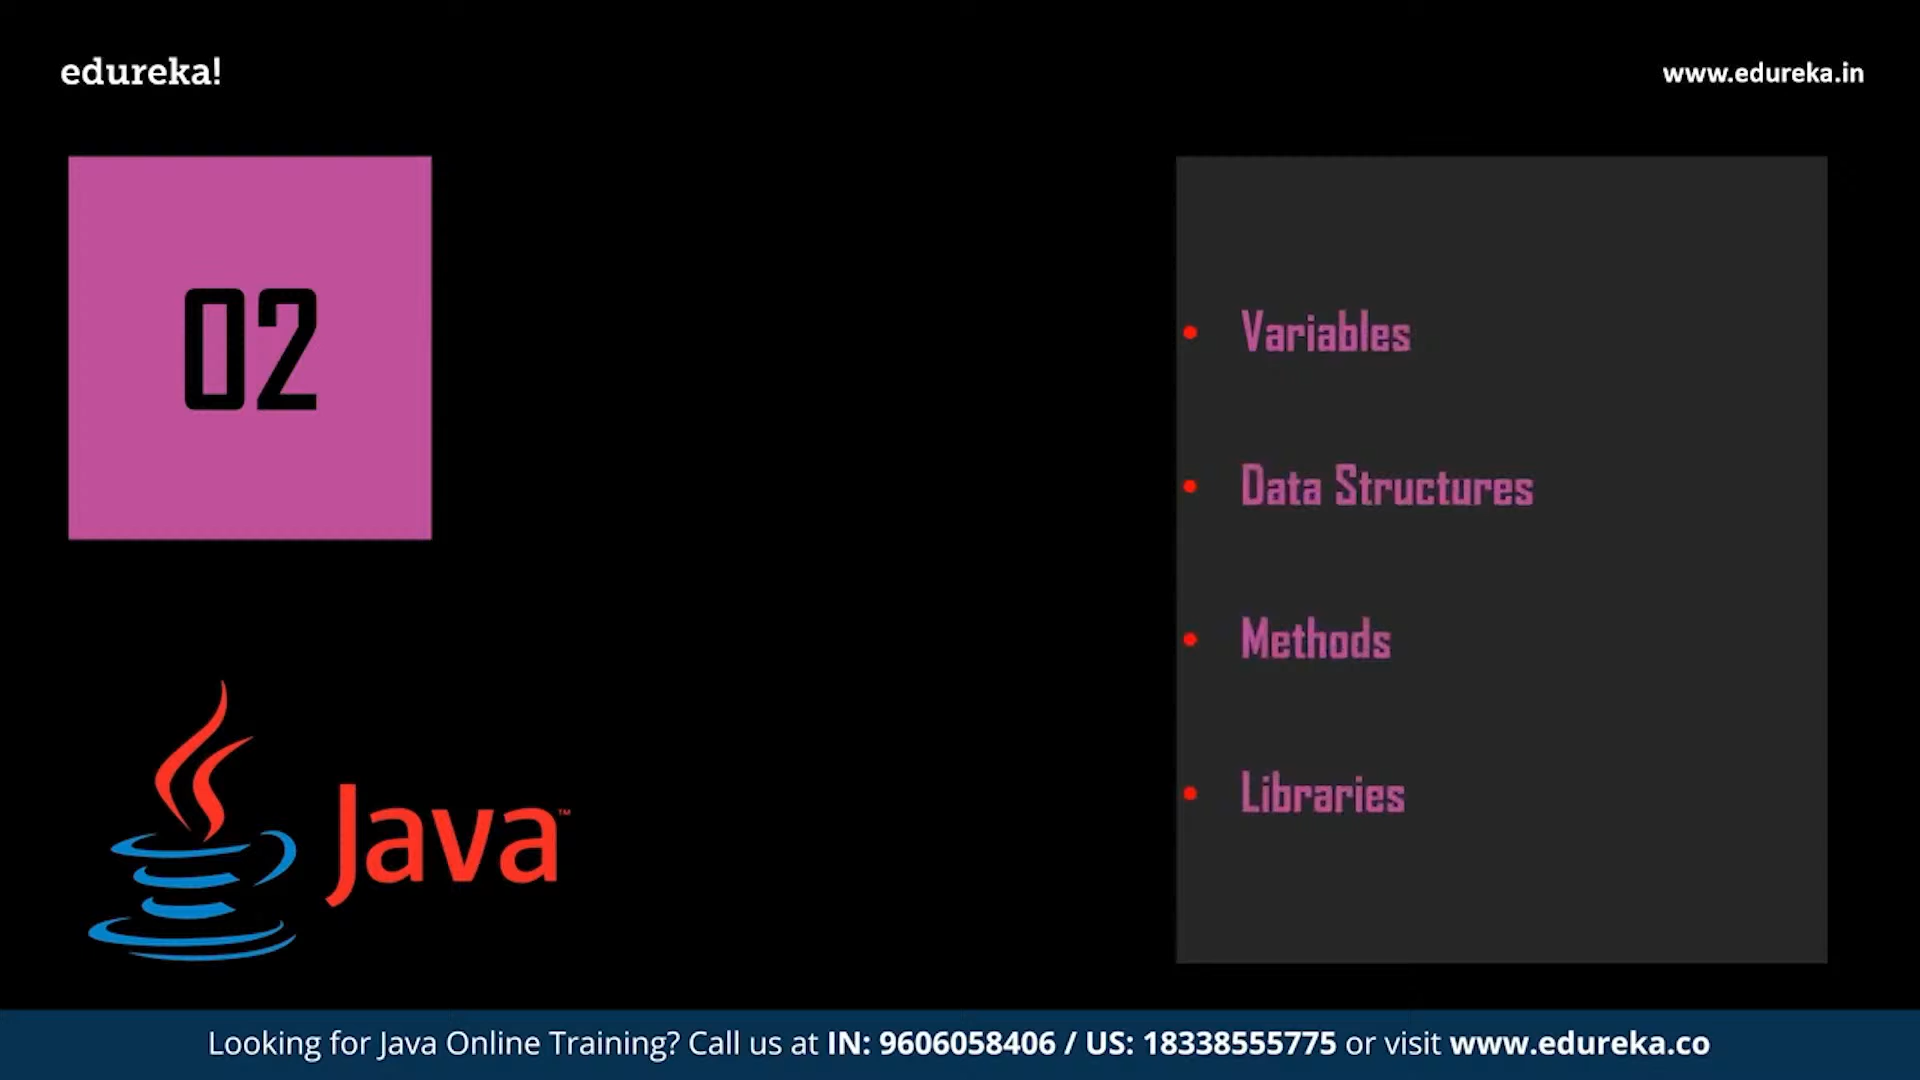 edureka!
www.edureka.in
02
Variables
Data Structures
Methods
Libraries
Java™
Looking for Java Online Training? Call us at IN: 9606058406 / US: 18338555775 or visit www.edureka.co